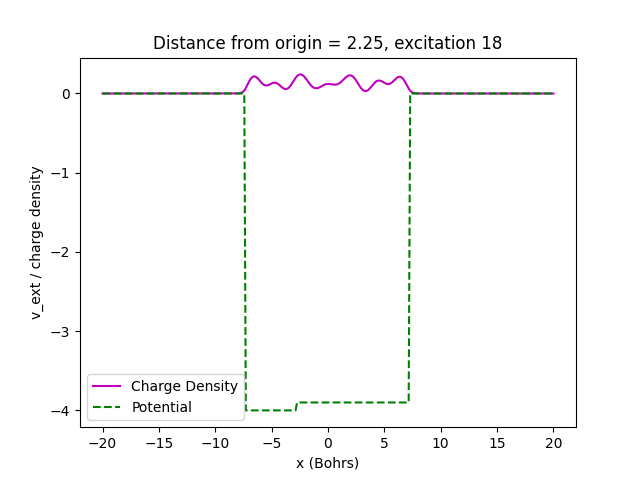 Distance from origin = 2.25, excitation 18
v_ext / charge density
0
−1
−2
−3
−4
Charge Density
Potential
−20 −15 −10 −5 0 5 10 15 20
x (Bohrs)